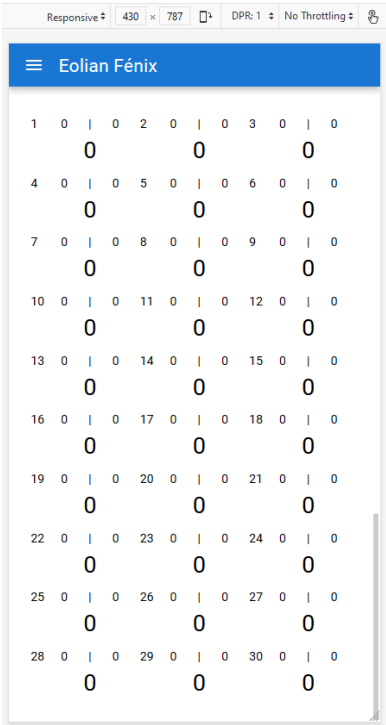 Responsive 430 × 787 DPR: 1 No Throttling
Eolian Fénix
1 0 | 0 2 0 | 0 3 0 | 0
0 0 0
4 0 | 0 5 0 | 0 6 0 | 0
0 0 0
7 0 | 0 8 0 | 0 9 0 | 0
0 0 0
10 0 | 0 11 0 | 0 12 0 | 0
0 0 0
13 0 | 0 14 0 | 0 15 0 | 0
0 0 0
16 0 | 0 17 0 | 0 18 0 | 0
0 0 0
19 0 | 0 20 0 | 0 21 0 | 0
0 0 0
22 0 | 0 23 0 | 0 24 0 | 0
0 0 0
25 0 | 0 26 0 | 0 27 0 | 0
0 0 0
28 0 | 0 29 0 | 0 30 0 | 0
0 0 0